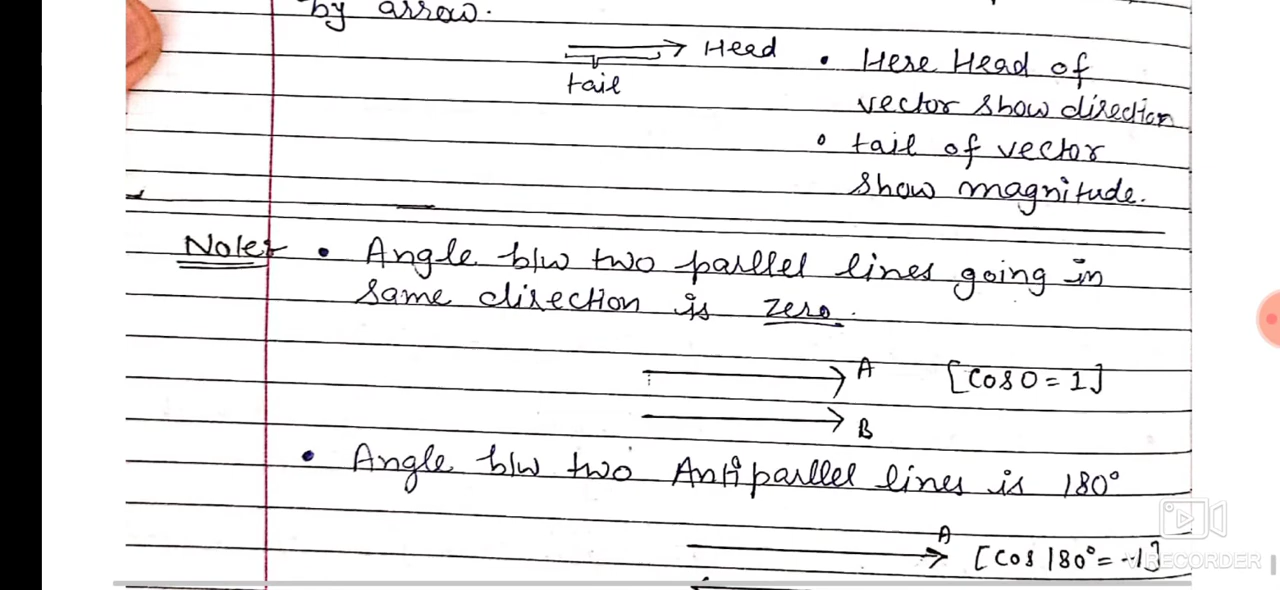 by arrow.
Head
tail
• Here Head of
vector show direction
• tail of vector
show magnitude.
Note:
• Angle b/w two parllel lines going in
same direction is zero.
A
[Cos 0 = 1]
B
• Angle b/w two Antiparllel lines is 180°
A
[Cos 180° = -1]
VIRECORDER